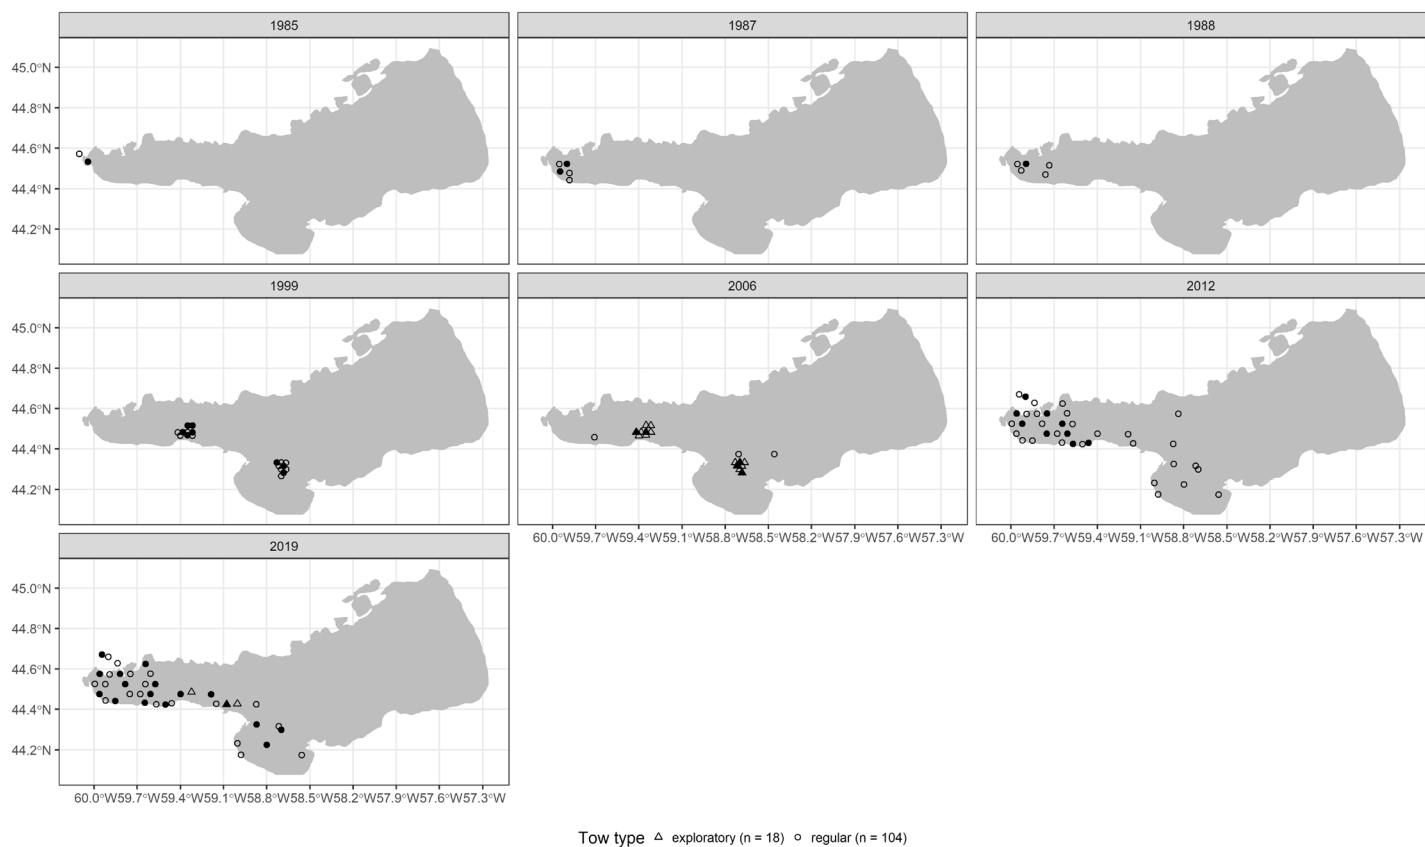 1985 1987 1988
45.0°N
44.8°N
44.6°N
44.4°N
44.2°N
1999 2006 2012
45.0°N
44.8°N
44.6°N
44.4°N
44.2°N
60.0°W59.7°W59.4°W59.1°W58.8°W58.5°W58.2°W57.9°W57.6°W57.3°W 60.0°W59.7°W59.4°W59.1°W58.8°W58.5°W58.2°W57.9°W57.6°W57.3°W
2019
45.0°N
44.8°N
44.6°N
44.4°N
44.2°N
60.0°W59.7°W59.4°W59.1°W58.8°W58.5°W58.2°W57.9°W57.6°W57.3°W
Tow type exploratory (n = 18) regular (n = 104)